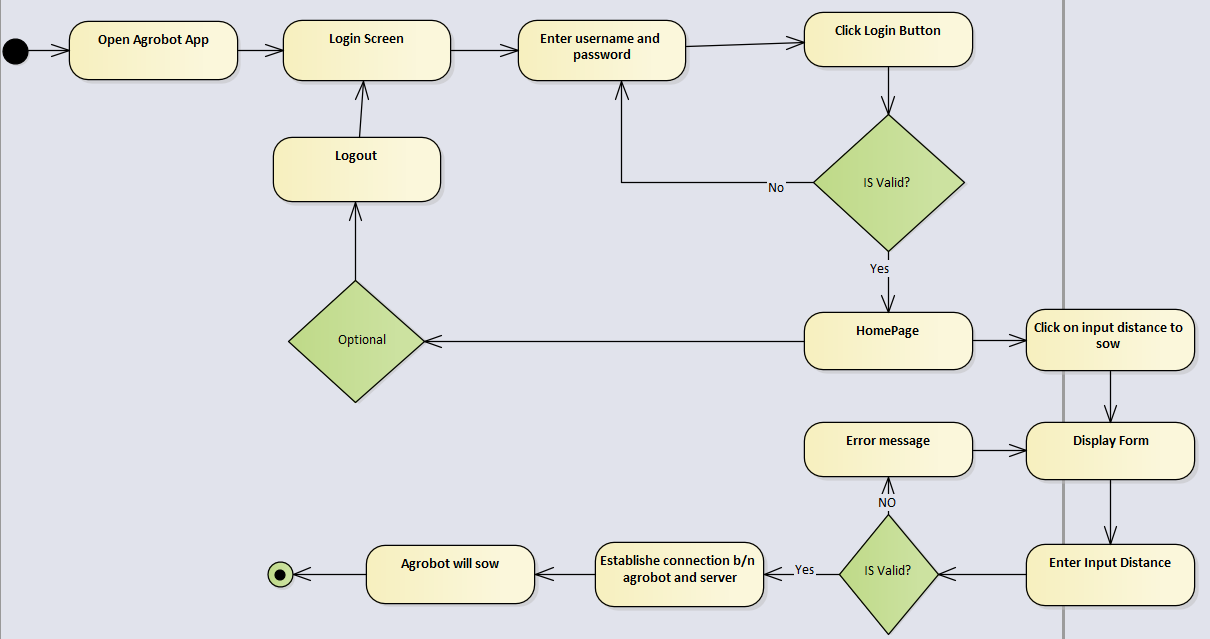 Open Agrobot App
Login Screen
Enter username and
password
Click Login Button
Logout
No
IS Valid?
Yes
Optional
HomePage
Click on input distance to
sow
Error message
Display Form
NO
Agrobot will sow
Establishe connection b/n
agrobot and server
Yes
IS Valid?
Enter Input Distance